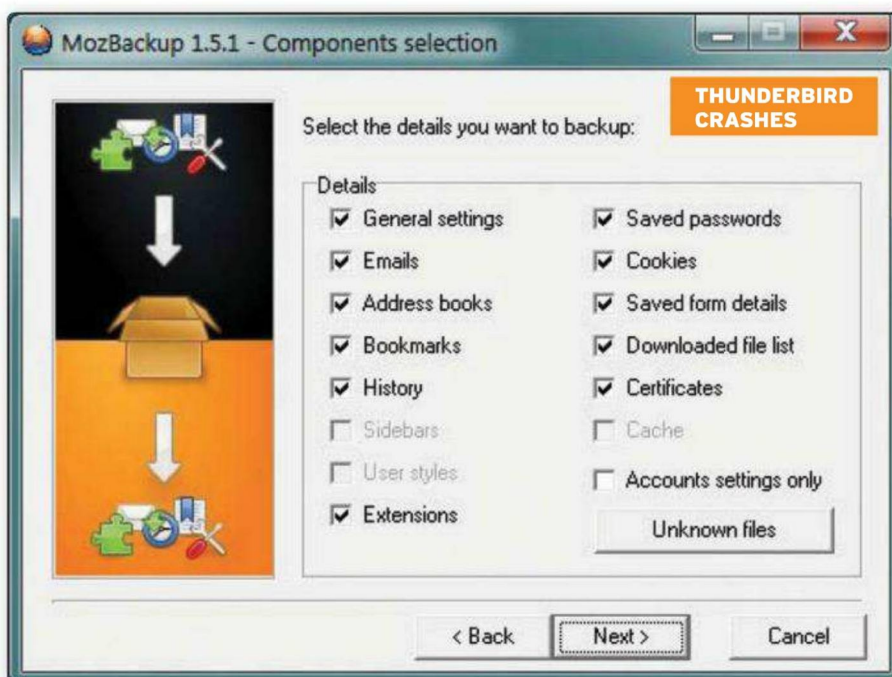 MozBackup 1.5.1 - Components selection
THUNDERBIRD
CRASHES
Select the details you want to backup:
Details
General settings
Emails
Address books
Bookmarks
History
Sidebars
User styles
Extensions
Saved passwords
Cookies
Saved form details
Downloaded file list
Certificates
Cache
Accounts settings only
Unknown files
< Back
Next >
Cancel